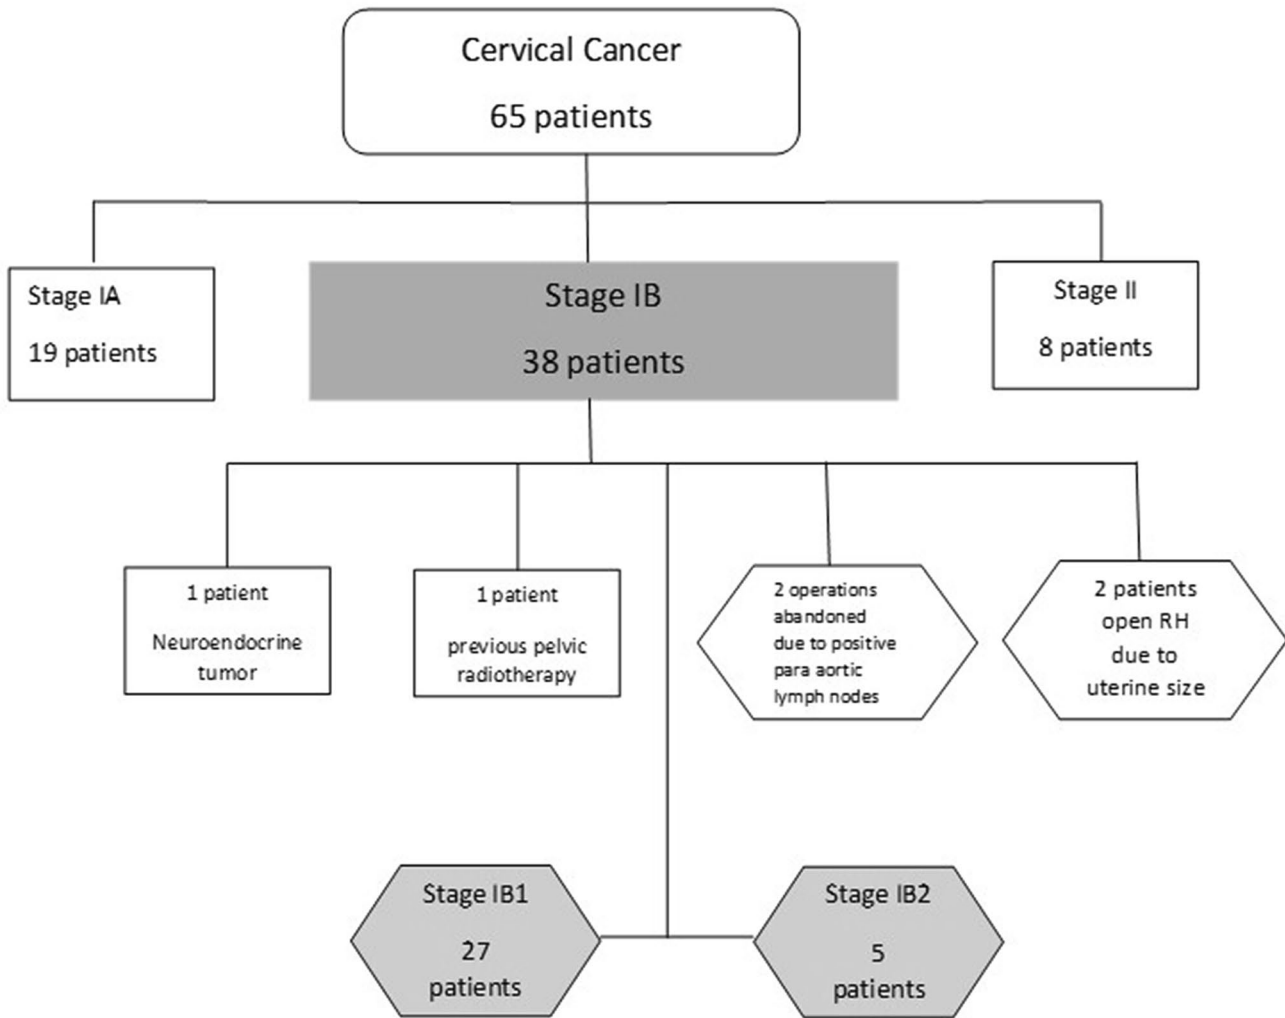 Cervical Cancer
65 patients
Stage IA
19 patients
Stage IB
38 patients
Stage II
8 patients
1 patient
Neuroendocrine
tumor
1 patient
previous pelvic
radiotherapy
2 operations
abandoned
due to positive
para aortic
lymph nodes
2 patients
open RH
due to
uterine size
Stage IB1
27
patients
Stage IB2
5
patients